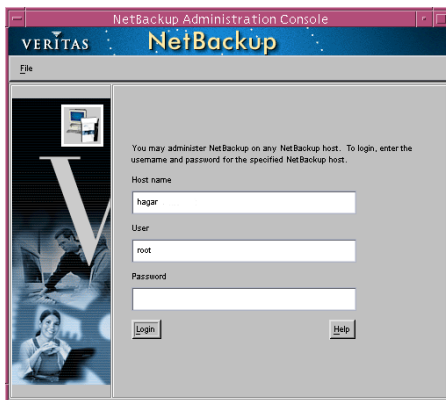 NetBackup Administration Console
VERITAS NetBackup
File
You may administer NetBackup on any NetBackup host. To login, enter the
username and password for the specified NetBackup host.
Host name
hagar
User
root
Password
Login Help